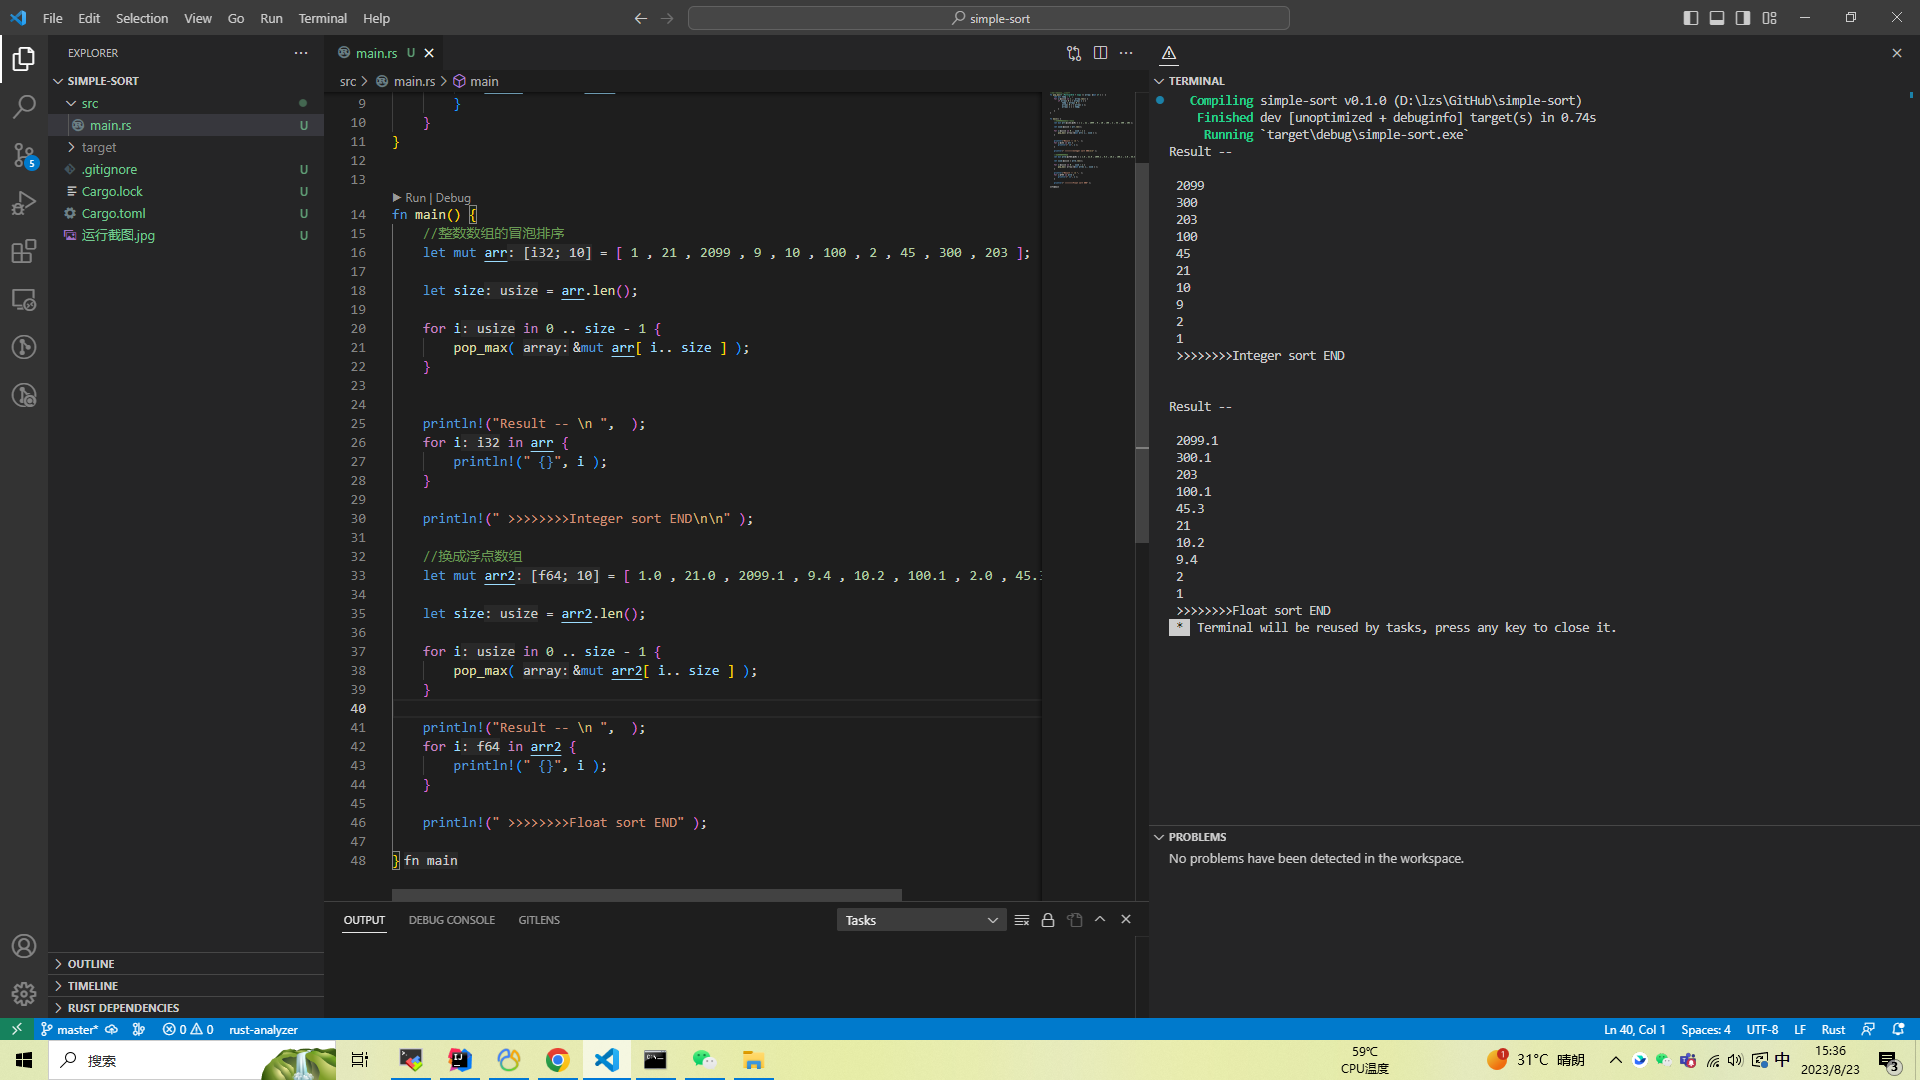 File Edit Selection View Go Run Terminal Help
simple-sort
EXPLORER
SIMPLE-SORT
src
main.rs U
target
.gitignore U
Cargo.lock U
Cargo.toml U
运行截图.jpg U
5
OUTLINE
TIMELINE
RUST DEPENDENCIES
main.rs U
src > main.rs > main
9 }
10 }
11 }
12
13
Run | Debug
14 fn main() {
15 //整数数组的冒泡排序
16 let mut arr: [i32; 10] = [ 1 , 21 , 2099 , 9 , 10 , 100 , 2 , 45 , 300 , 203 ];
17
18 let size: usize = arr.len();
19
20 for i: usize in 0 .. size - 1 {
21 pop_max( array: &mut arr[ i.. size ] );
22 }
23
24
25 println!("Result -- \n ",  );
26 for i: i32 in arr {
27 println!(" {}", i );
28 }
29
30 println!(" >>>>>>>>Integer sort END\n\n" );
31
32 //换成浮点数组
33 let mut arr2: [f64; 10] = [ 1.0 , 21.0 , 2099.1 , 9.4 , 10.2 , 100.1 , 2.0 , 45.3
34
35 let size: usize = arr2.len();
36
37 for i: usize in 0 .. size - 1 {
38 pop_max( array: &mut arr2[ i.. size ] );
39 }
40
41 println!("Result -- \n ",  );
42 for i: f64 in arr2 {
43 println!(" {}", i );
44 }
45
46 println!(" >>>>>>>>Float sort END" );
47
48 } fn main
OUTPUT DEBUG CONSOLE GITLENS
Tasks
TERMINAL
Compiling simple-sort v0.1.0 (D:\lzs\GitHub\simple-sort)
Finished dev [unoptimized + debuginfo] target(s) in 0.74s
Running `target\debug\simple-sort.exe`
Result --
2099
300
203
100
45
21
10
9
2
1
>>>>>>>>Integer sort END
Result --
2099.1
300.1
203
100.1
45.3
21
10.2
9.4
2
1
>>>>>>>>Float sort END
* Terminal will be reused by tasks, press any key to close it.
PROBLEMS
No problems have been detected in the workspace.
master* 0 0 rust-analyzer
Ln 40, Col 1 Spaces: 4 UTF-8 LF Rust
搜索
59℃
CPU温度
1 31°C 晴朗
中
15:36
2023/8/23
3